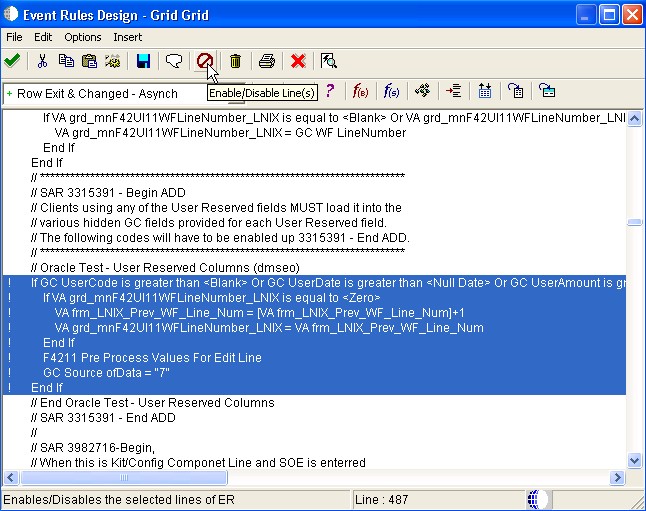 Event Rules Design - Grid Grid
File Edit Options Insert
+ Row Exit & Changed - Asynch
Enable/Disable Line(s)
? f(B) f(s)
If VA grd_mnF42UI11WFLineNumber_LNIX is equal to <Blank> Or VA grd_mnF42UI11WFLineNumber_LNI
VA grd_mnF42UI11WFLineNumber_LNIX = GC WF LineNumber
End If
End If
// *************************************************************************
// SAR 3315391 - Begin ADD
// Clients using any of the User Reserved fields MUST load it into the
// various hidden GC fields provided for each User Reserved field.
// The following codes will have to be enabled up 3315391 - End ADD.
// *************************************************************************
// Oracle Test - User Reserved Columns (dmseo)
! If GC UserCode is greater than <Blank> Or GC UserDate is greater than <Null Date> Or GC UserAmount is gr
! If VA grd_mnF42UI11WFLineNumber_LNIX is equal to <Zero>
! VA frm_LNIX_Prev_WF_Line_Num = [VA frm_LNIX_Prev_WF_Line_Num]+1
! VA grd_mnF42UI11WFLineNumber_LNIX = VA frm_LNIX_Prev_WF_Line_Num
! End If
! F4211 Pre Process Values For Edit Line
! GC Source ofData = "7"
! End If
// End Oracle Test - User Reserved Columns
// SAR 3315391 - End ADD
//
// SAR 3982716-Begin,
// When this is Kit/Config Componet Line and SOE is enterred
Enables/Disables the selected lines of ER
Line : 487